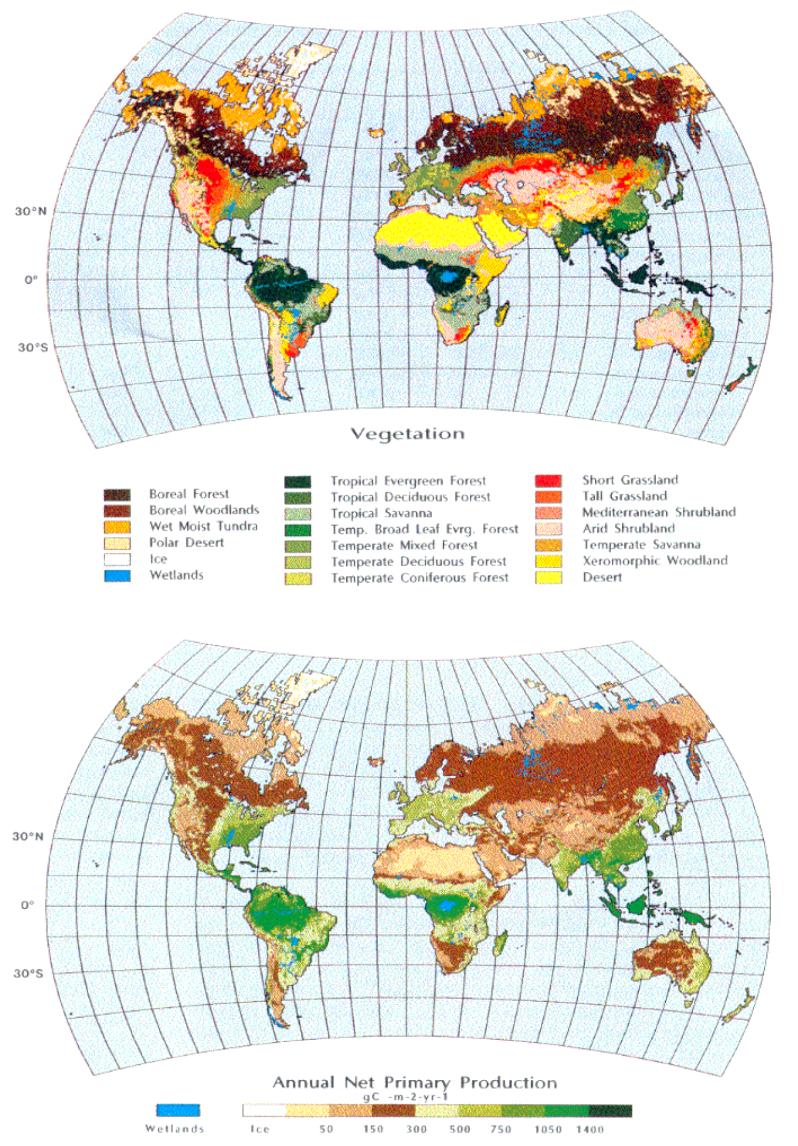 30°N
0°
30°S
Vegetation
Boreal Forest
Boreal Woodlands
Wet Moist Tundra
Polar Desert
Ice
Wetlands
Tropical Evergreen Forest
Tropical Deciduous Forest
Tropical Savanna
Temp. Broad Leaf Evrg. Forest
Temperate Mixed Forest
Temperate Deciduous Forest
Temperate Coniferous Forest
Short Grassland
Tall Grassland
Mediterranean Shrubland
Arid Shrubland
Temperate Savanna
Xeromorphic Woodland
Desert
30°N
0°
30°S
Annual Net Primary Production
gC -m-2-yr-1
Wetlands Ice 50 150 300 500 750 1050 1400